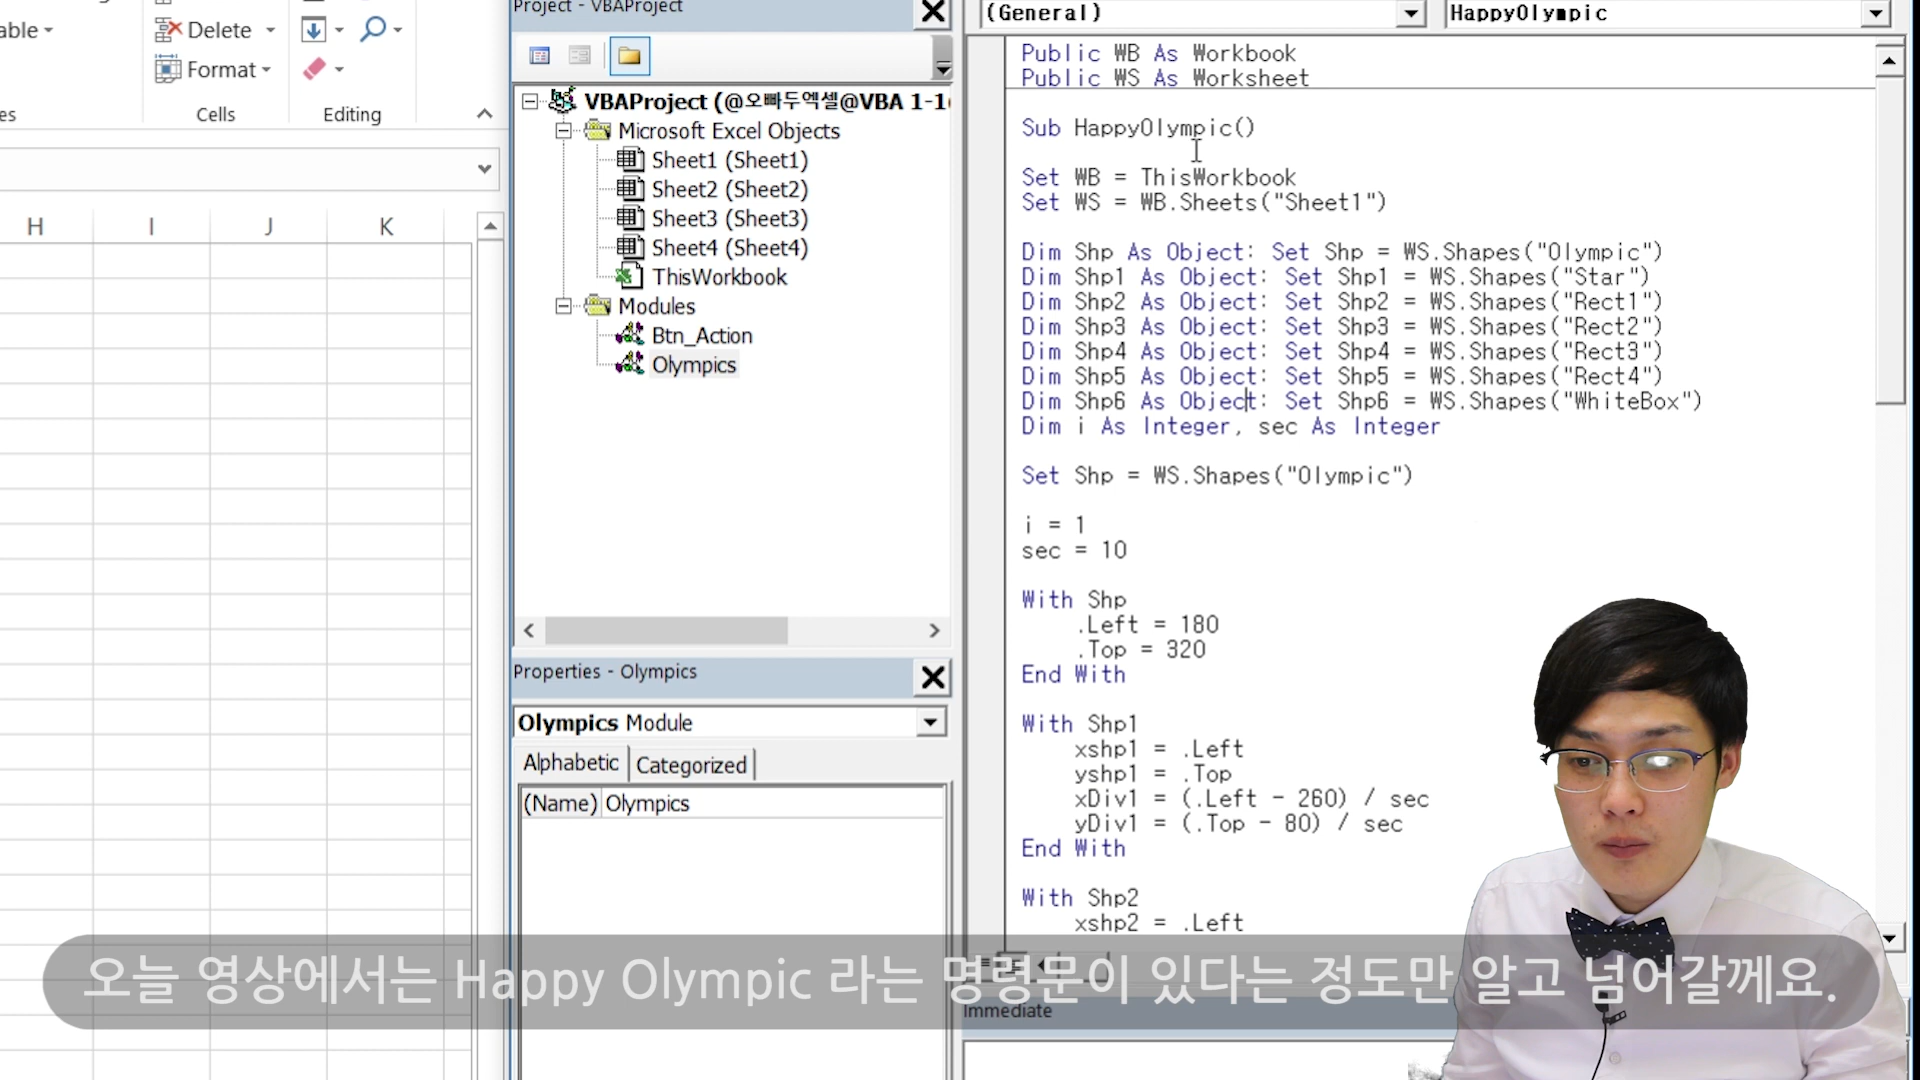 able
Delete
Format
es
Cells
Editing
H
I
J
K
Project - VBAProject
VBAProject (@오빠두엑셀@VBA 1-1
Microsoft Excel Objects
Sheet1 (Sheet1)
Sheet2 (Sheet2)
Sheet3 (Sheet3)
Sheet4 (Sheet4)
ThisWorkbook
Modules
Btn_Action
Olympics
Properties - Olympics
Olympics Module
Alphabetic
Categorized
(Name) Olympics
(General)
HappyOlympic
Public WB As Workbook
Public WS As Worksheet
Sub HappyOlympic()
Set WB = ThisWorkbook
Set WS = WB.Sheets("Sheet1")
Dim Shp As Object: Set Shp = WS.Shapes("Olympic")
Dim Shp1 As Object: Set Shp1 = WS.Shapes("Star")
Dim Shp2 As Object: Set Shp2 = WS.Shapes("Rect1")
Dim Shp3 As Object: Set Shp3 = WS.Shapes("Rect2")
Dim Shp4 As Object: Set Shp4 = WS.Shapes("Rect3")
Dim Shp5 As Object: Set Shp5 = WS.Shapes("Rect4")
Dim Shp6 As Object: Set Shp6 = WS.Shapes("WhiteBox")
Dim i As Integer, sec As Integer
Set Shp = WS.Shapes("Olympic")
i = 1
sec = 10
With Shp
.Left = 180
.Top = 320
End With
With Shp1
xshp1 = .Left
yshp1 = .Top
xDiv1 = (.Left - 260) / sec
yDiv1 = (.Top - 80) / sec
End With
With Shp2
xshp2 = .Left
Immediate
오늘 영상에서는 Happy Olympic 라는 명령문이 있다는 정도만 알고 넘어갈께요.